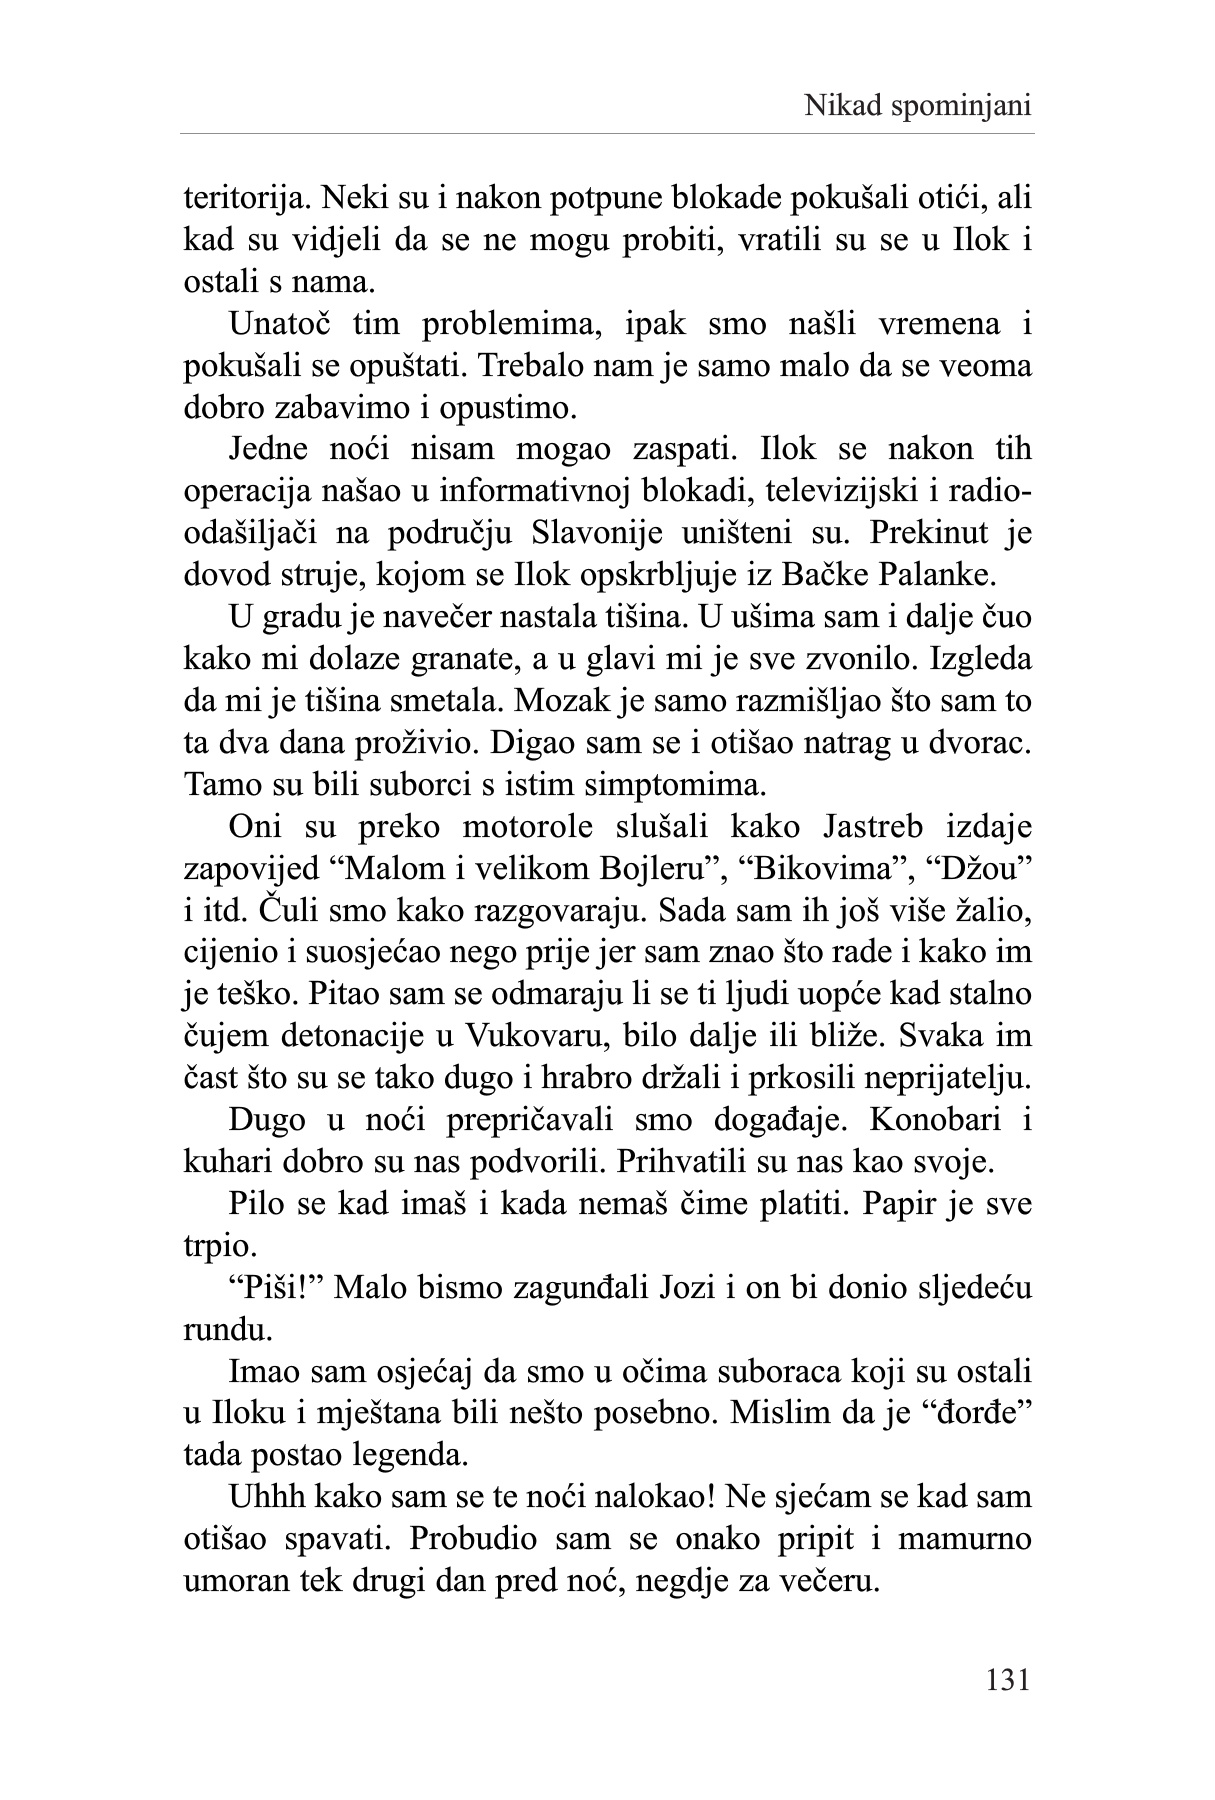 Nikad spominjani
teritorija. Neki su i nakon potpune blokade pokušali otići, ali
kad su vidjeli da se ne mogu probiti, vratili su se u Ilok i
ostali s nama.
Unatoč tim problemima, ipak smo našli vremena i
pokušali se opuštati. Trebalo nam je samo malo da se veoma
dobro zabavimo i opustimo.
Jedne noći nisam mogao zaspati. Ilok se nakon tih
operacija našao u informativnoj blokadi, televizijski i radio-
odašiljači na području Slavonije uništeni su. Prekinut je
dovod struje, kojom se Ilok opskrbljuje iz Bačke Palanke.
U gradu je navečer nastala tišina. U ušima sam i dalje čuo
kako mi dolaze granate, a u glavi mi je sve zvonilo. Izgleda
da mi je tišina smetala. Mozak je samo razmišljao što sam to
ta dva dana proživio. Digao sam se i otišao natrag u dvorac.
Tamo su bili suborci s istim simptomima.
Oni su preko motorole slušali kako Jastreb izdaje
zapovijed “Malom i velikom Bojleru”, “Bikovima”, “Džou”
i itd. Čuli smo kako razgovaraju. Sada sam ih još više žalio,
cijenio i suosjećao nego prije jer sam znao što rade i kako im
je teško. Pitao sam se odmaraju li se ti ljudi uopće kad stalno
čujem detonacije u Vukovaru, bilo dalje ili bliže. Svaka im
čast što su se tako dugo i hrabro držali i prkosili neprijatelju.
Dugo u noći prepričavali smo događaje. Konobari i
kuhari dobro su nas podvorili. Prihvatili su nas kao svoje.
Pilo se kad imaš i kada nemaš čime platiti. Papir je sve
trpio.
“Piši!” Malo bismo zagunđali Jozi i on bi donio sljedeću
rundu.
Imao sam osjećaj da smo u očima suboraca koji su ostali
u Iloku i mještana bili nešto posebno. Mislim da je “đorđe”
tada postao legenda.
Uhhh kako sam se te noći nalokao! Ne sjećam se kad sam
otišao spavati. Probudio sam se onako pripit i mamurno
umoran tek drugi dan pred noć, negdje za večeru.
131